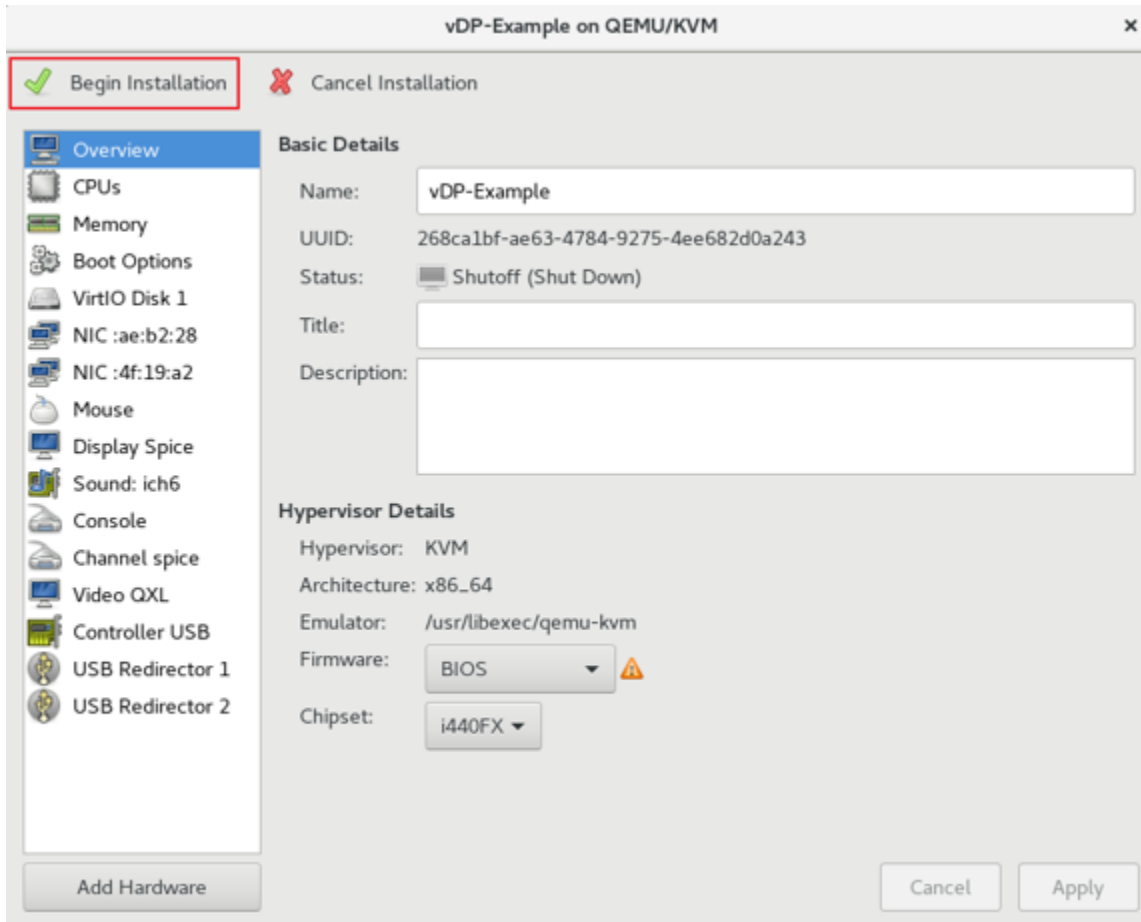 vDP-Example on QEMU/KVM
Begin Installation
Cancel Installation
Overview
CPUs
Memory
Boot Options
VirtIO Disk 1
NIC :ae:b2:28
NIC :4f:19:a2
Mouse
Display Spice
Sound: ich6
Console
Channel spice
Video QXL
Controller USB
USB Redirector 1
USB Redirector 2
Add Hardware
Basic Details
Name: vDP-Example
UUID: 268ca1bf-ae63-4784-9275-4ee682d0a243
Status: Shutoff (Shut Down)
Title:
Description:
Hypervisor Details
Hypervisor: KVM
Architecture: x86_64
Emulator: /usr/libexec/qemu-kvm
Firmware: BIOS
Chipset: i440FX
Cancel
Apply